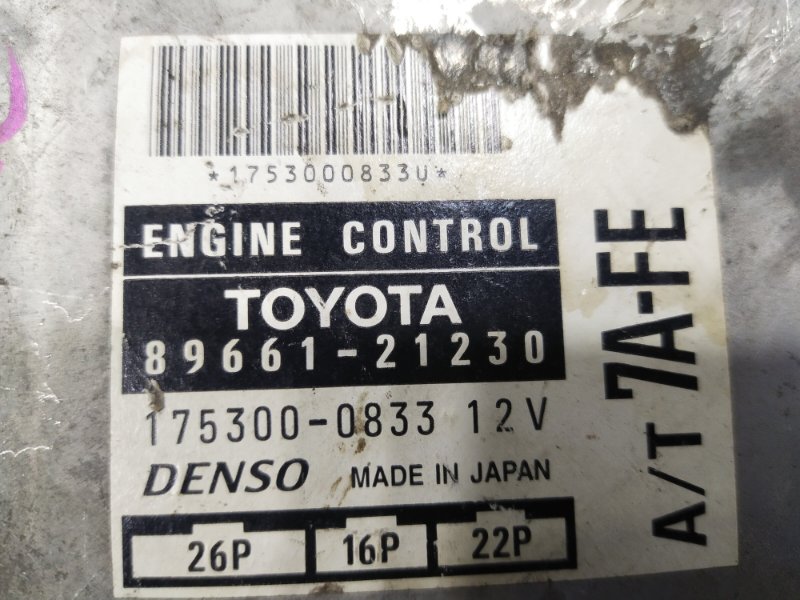 *1753000833U*
ENGINE CONTROL
TOYOTA
89661-21230
175300-0833 12V
DENSO MADE IN JAPAN
26P 16P 22P
A/T 7A-FE